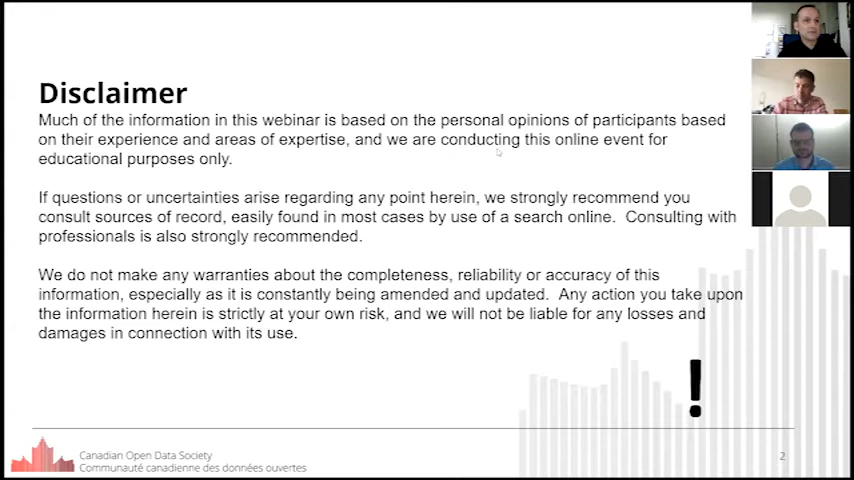 Disclaimer
Much of the information in this webinar is based on the personal opinions of participants based
on their experience and areas of expertise, and we are conducting this online event for
educational purposes only.
If questions or uncertainties arise regarding any point herein, we strongly recommend you
consult sources of record, easily found in most cases by use of a search online.  Consulting with
professionals is also strongly recommended.
We do not make any warranties about the completeness, reliability or accuracy of this
information, especially as it is constantly being amended and updated.  Any action you take upon
the information herein is strictly at your own risk, and we will not be liable for any losses and
damages in connection with its use.
!
Canadian Open Data Society
Communauté canadienne des données ouvertes
2